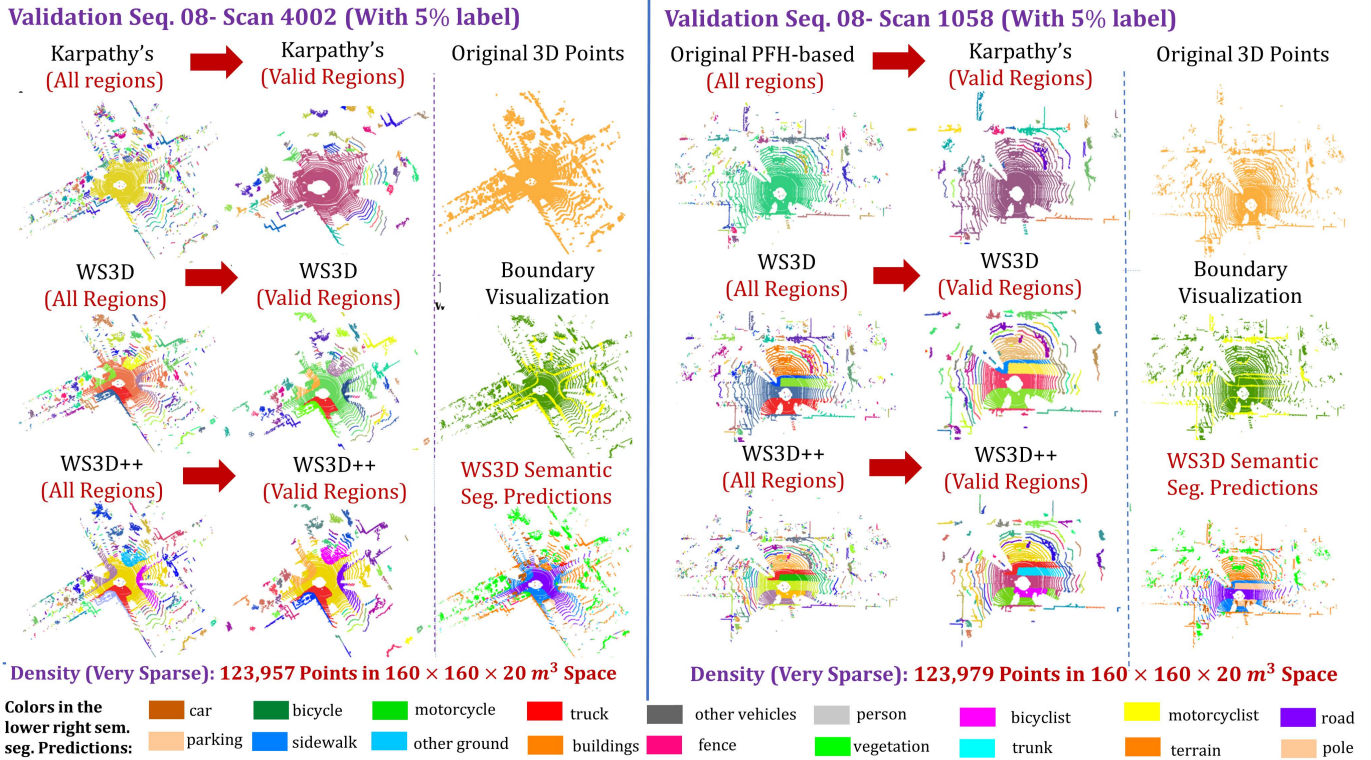 Validation Seq. 08- Scan 4002 (With 5% label)
Karpathy's
(All regions)
Karpathy's
(Valid Regions)
Original 3D Points
WS3D
(All Regions)
WS3D
(Valid Regions)
Boundary
Visualization
WS3D++
(All Regions)
WS3D++
(Valid Regions)
WS3D Semantic
Seg. Predictions
Density (Very Sparse): 123,957 Points in 160 × 160 × 20 m³ Space
Validation Seq. 08- Scan 1058 (With 5% label)
Original PFH-based
(All regions)
Karpathy's
(Valid Regions)
Original 3D Points
WS3D
(All Regions)
WS3D
(Valid Regions)
Boundary
Visualization
WS3D++
(All Regions)
WS3D++
(Valid Regions)
WS3D Semantic
Seg. Predictions
Density (Very Sparse): 123,979 Points in 160 × 160 × 20 m³ Space
Colors in the
lower right sem.
seg. Predictions:
car bicycle motorcycle truck other vehicles person bicyclist motorcyclist road
parking sidewalk other ground buildings fence vegetation trunk terrain pole